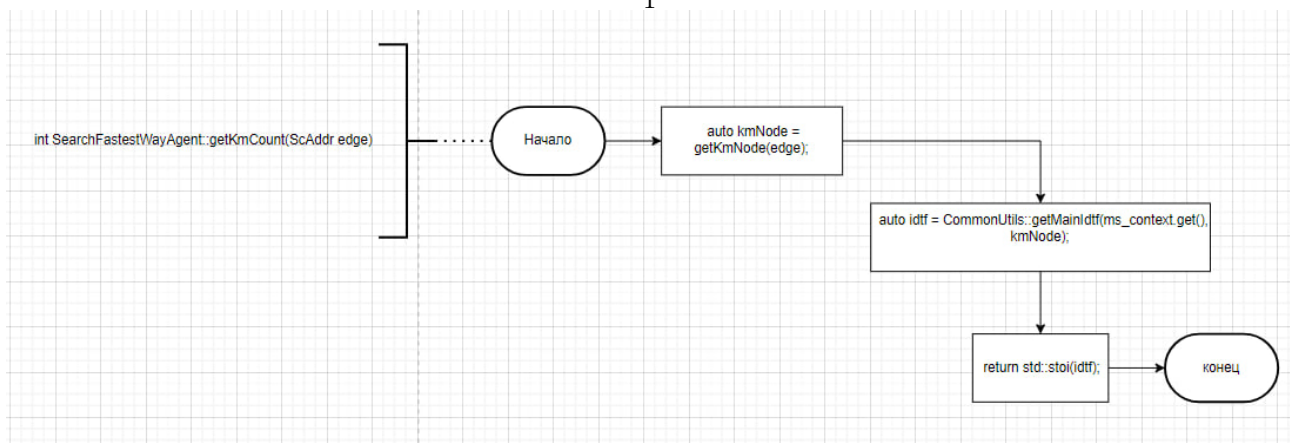 1
int SearchFastestWayAgent::getKmCount(ScAddr edge)
Начало
auto kmNode =
getKmNode(edge);
auto idtf = CommonUtils::getMainIdtf(ms_context.get(),
kmNode);
return std::stoi(idtf);
конец